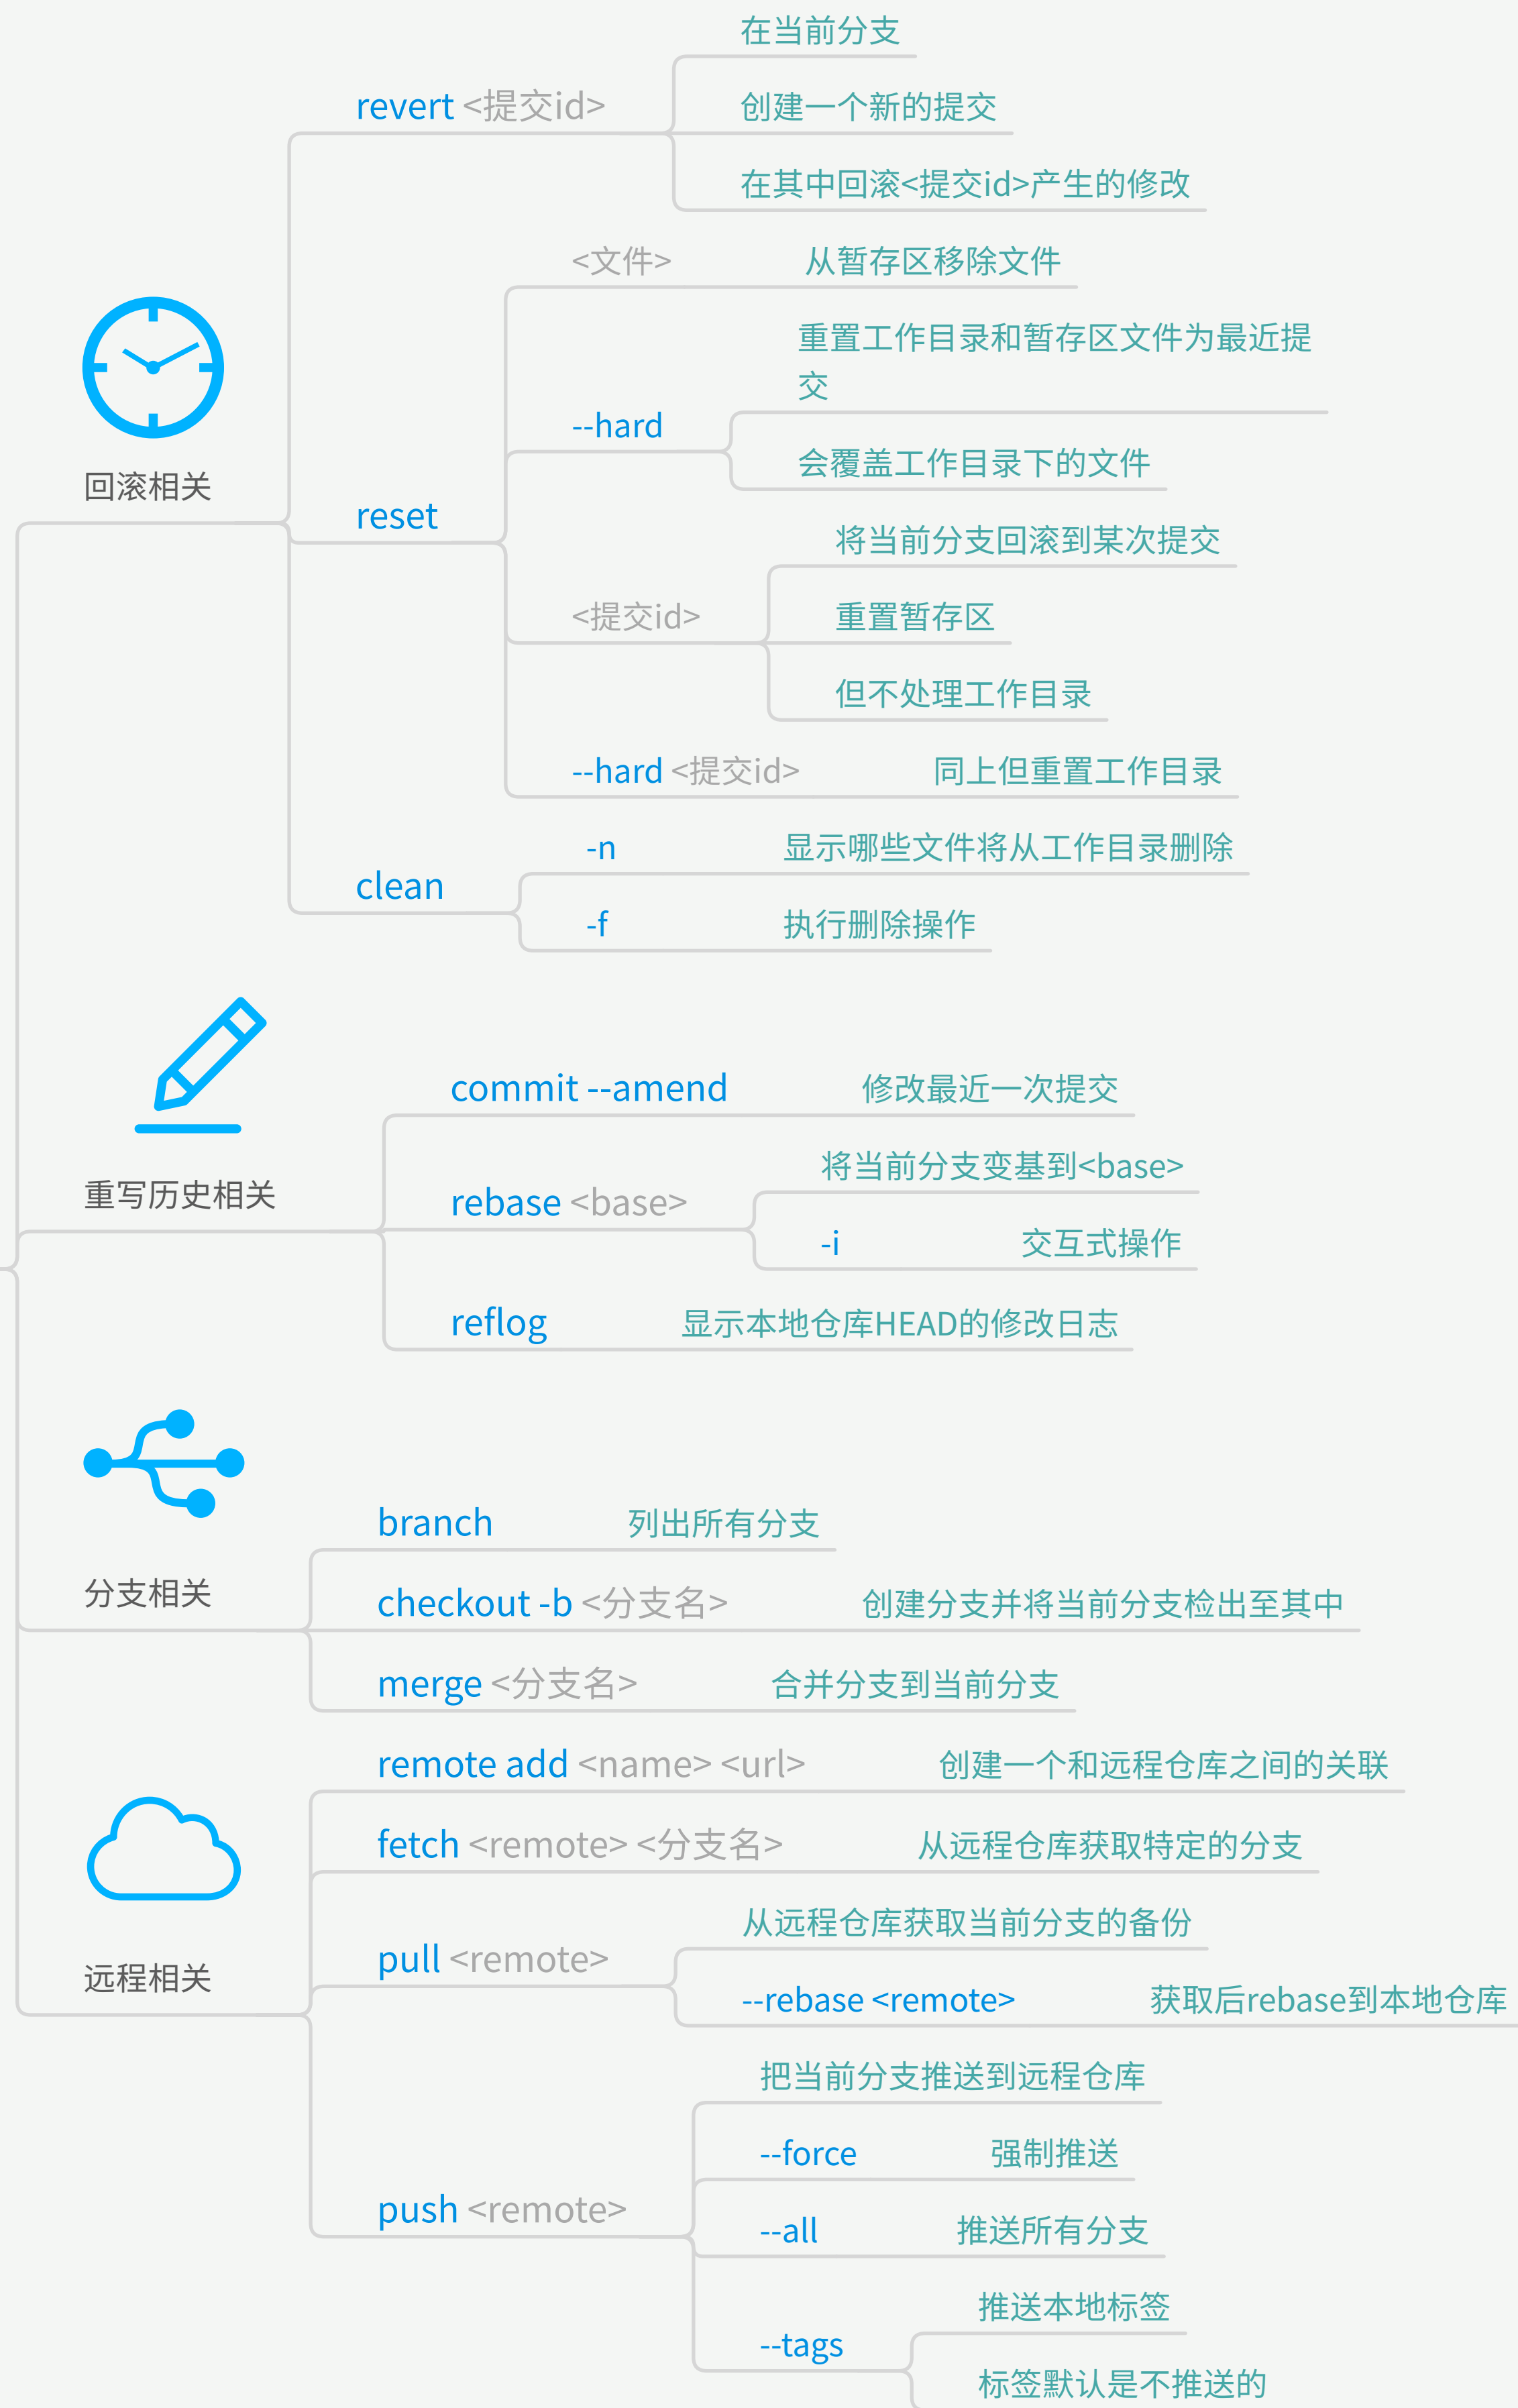 在当前分支
revert <提交id>
创建一个新的提交
在其中回滚<提交id>产生的修改
<文件>
从暂存区移除文件
重置工作目录和暂存区文件为最近提
交
--hard
会覆盖工作目录下的文件
回滚相关
reset
将当前分支回滚到某次提交
<提交id>
重置暂存区
但不处理工作目录
--hard <提交id>
同上但重置工作目录
-n
显示哪些文件将从工作目录删除
clean
-f
执行删除操作
commit --amend
修改最近一次提交
将当前分支变基到<base>
重写历史相关
rebase <base>
-i
交互式操作
reflog
显示本地仓库HEAD的修改日志
branch
列出所有分支
分支相关
checkout -b <分支名>
创建分支并将当前分支检出至其中
merge <分支名>
合并分支到当前分支
remote add <name> <url>
创建一个和远程仓库之间的关联
fetch <remote> <分支名>
从远程仓库获取特定的分支
从远程仓库获取当前分支的备份
pull <remote>
远程相关
--rebase <remote>
获取后rebase到本地仓库
把当前分支推送到远程仓库
--force
强制推送
push <remote>
--all
推送所有分支
推送本地标签
--tags
标签默认是不推送的